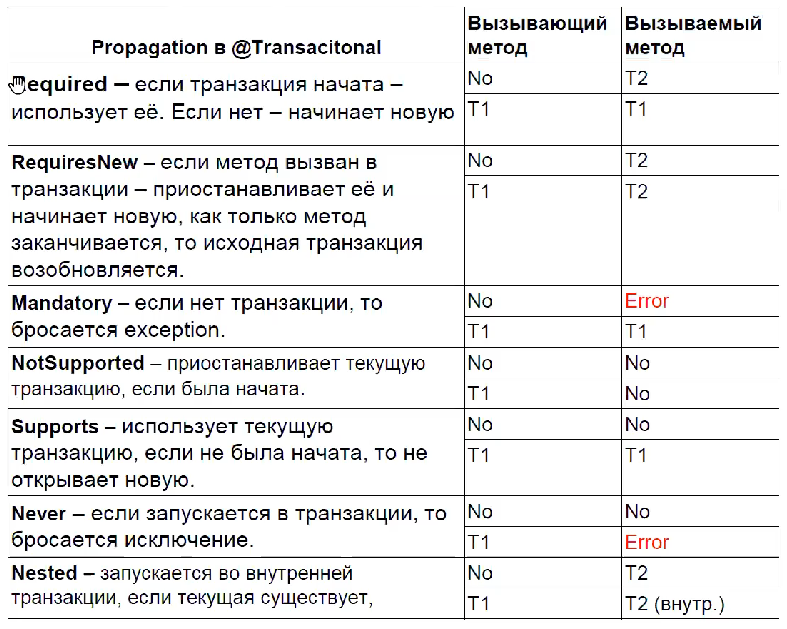 Propagation в @Transacitonal
Вызывающий метод
Вызываемый метод
Required – если транзакция начата –
использует её. Если нет – начинает новую
No
T2
T1
T1
RequiresNew – если метод вызван в
транзакции – приостанавливает её и
начинает новую, как только метод
заканчивается, то исходная транзакция
возобновляется.
No
T2
T1
T2
Mandatory – если нет транзакции, то
бросается exception.
No
Error
T1
T1
NotSupported – приостанавливает текущую
транзакцию, если была начата.
No
No
T1
No
Supports – использует текущую
транзакцию, если не была начата, то не
открывает новую.
No
No
T1
T1
Never – если запускается в транзакции, то
бросается исключение.
No
No
T1
Error
Nested – запускается во внутренней
транзакции, если текущая существует,
No
T2
T1
T2 (внутр.)